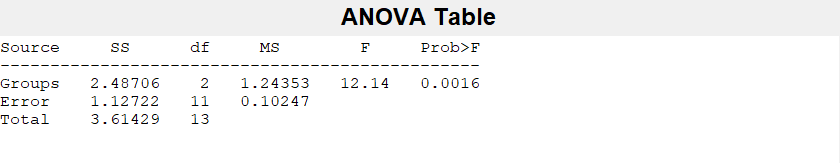 ANOVA Table
Source SS df MS F Prob>F
------------------------------------------------
Groups 2.48706 2 1.24353 12.14 0.0016
Error 1.12722 11 0.10247
Total 3.61429 13